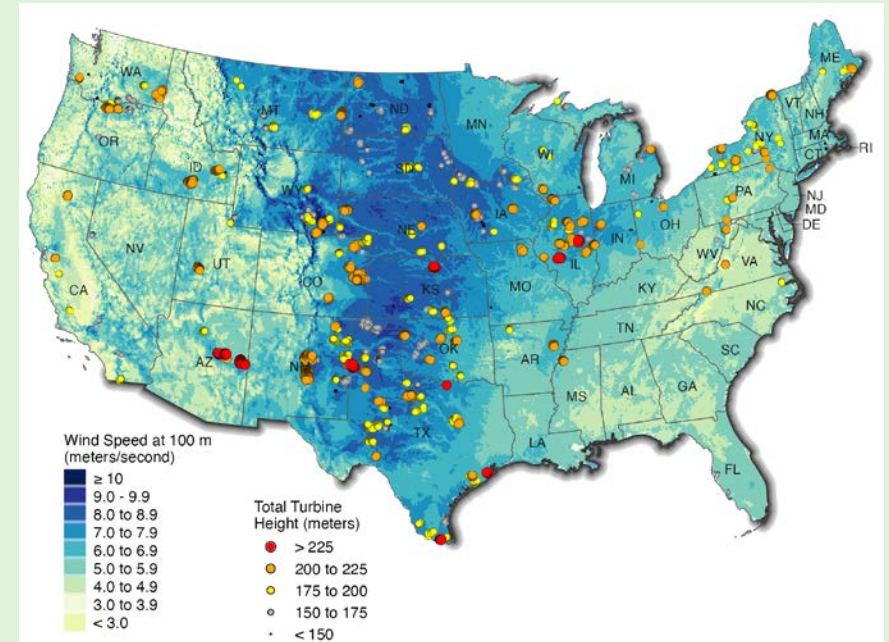 WA
ME
MT
ND
VT
MN
NH
OR
NY
MA
ID
WI
CT
RI
SD
MI
WY
PA
IA
NJ
NE
OH
MD
IN
DE
NV
IL
UT
WV
CO
VA
CA
KS
MO
KY
NC
TN
OK
AZ
NM
AR
SC
MS
AL
GA
TX
LA
FL
Wind Speed at 100 m
(meters/second)
≥ 10
9.0 - 9.9
8.0 to 8.9
7.0 to 7.9
6.0 to 6.9
5.0 to 5.9
4.0 to 4.9
3.0 to 3.9
< 3.0
Total Turbine
Height (meters)
> 225
200 to 225
175 to 200
150 to 175
< 150